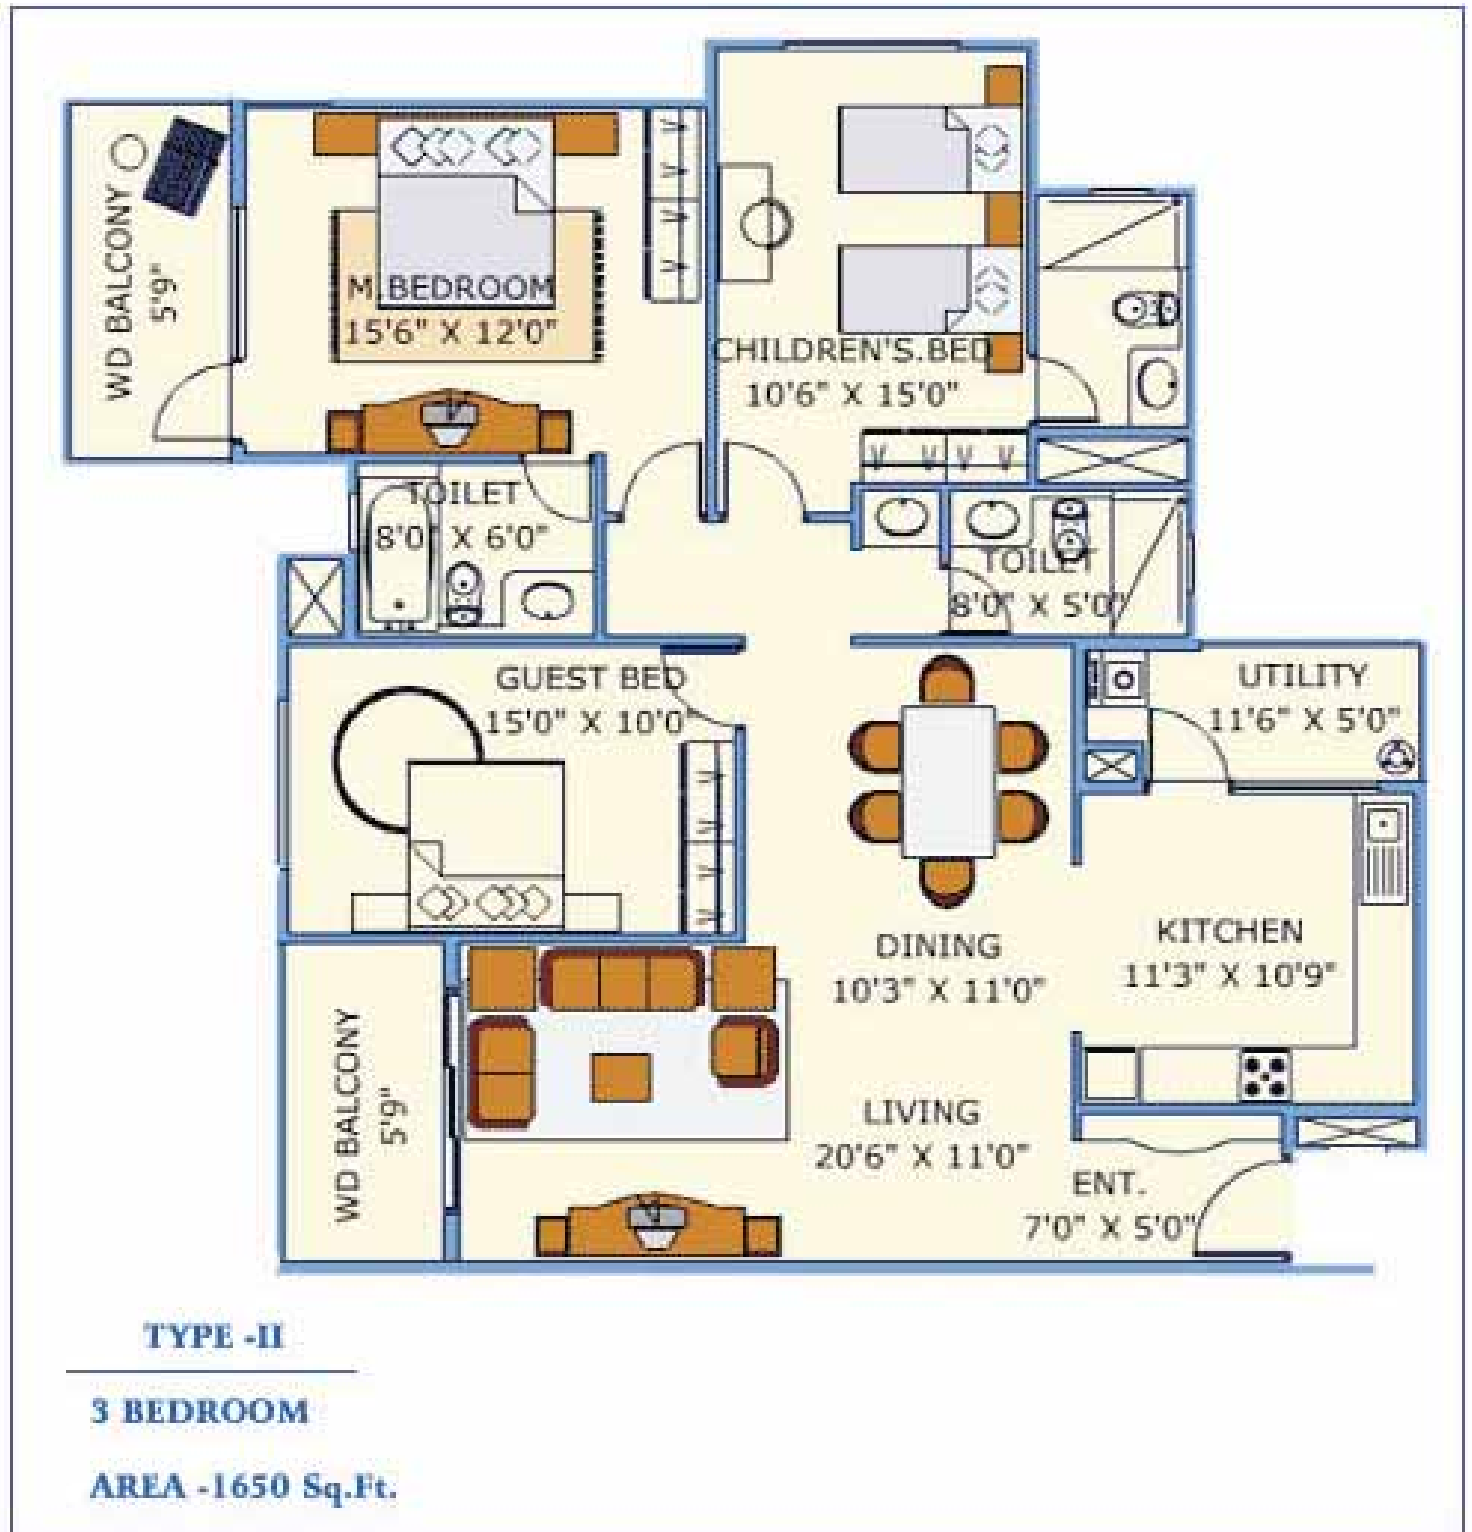 WD BALCONY
5'9"
M.BEDROOM
15'6" X 12'0"
CHILDREN'S.BED
10'6" X 15'0"
TOILET
8'0" X 6'0"
TOILET
8'0" X 5'0"
GUEST BED
15'0" X 10'0"
UTILITY
11'6" X 5'0"
DINING
10'3" X 11'0"
KITCHEN
11'3" X 10'9"
WD BALCONY
5'9"
LIVING
20'6" X 11'0"
ENT.
7'0" X 5'0"
TYPE -II
3 BEDROOM
AREA -1650 Sq.Ft.